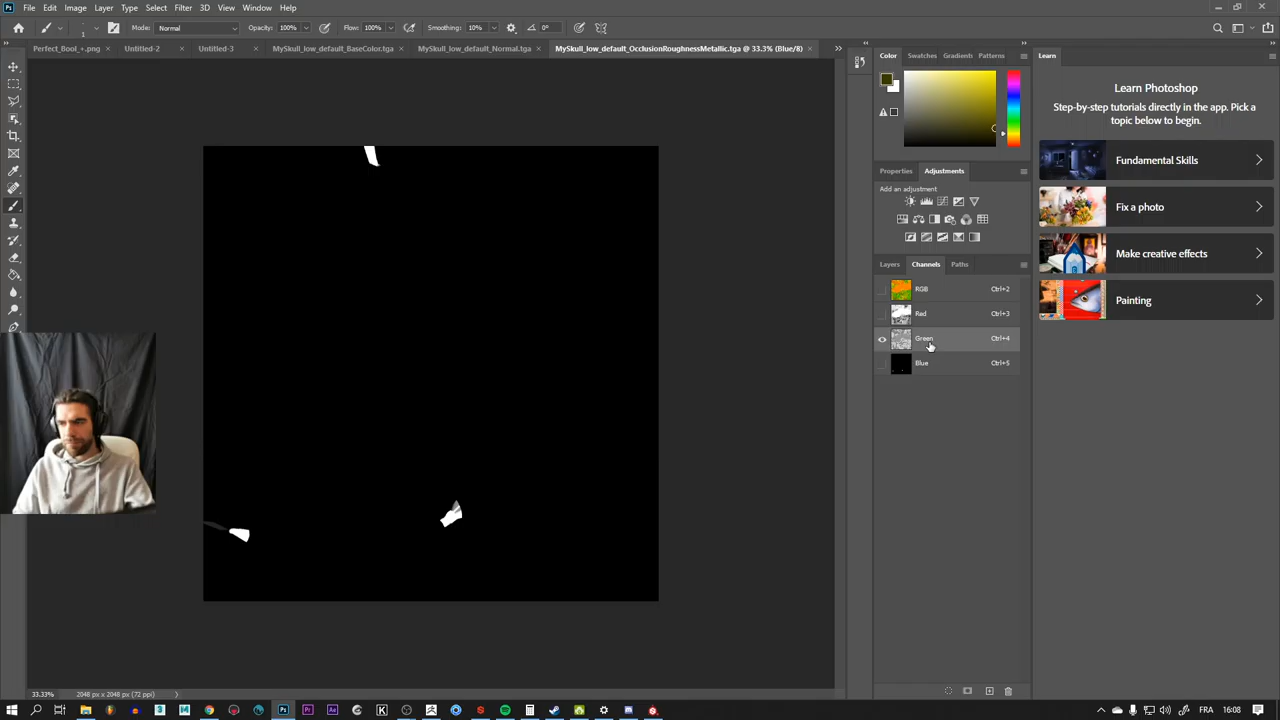 File Edit Image Layer Type Select Filter 3D View Window Help
Mode: Normal Opacity: 100% Flow: 100% Smoothing: 10% 0°
Perfect_Bool_+.png × Untitled-2 × Untitled-3 × MySkull_low_default_BaseColor.tga × MySkull_low_default_Normal.tga × MySkull_low_default_OcclusionRoughnessMetallic.tga @ 33.3% (Blue/8) ×
Color Swatches Gradients Patterns
Learn
Learn Photoshop
Step-by-step tutorials directly in the app. Pick a
topic below to begin.
Fundamental Skills
Fix a photo
Make creative effects
Painting
Properties Adjustments
Add an adjustment
Layers Channels Paths
RGB Ctrl+2
Red Ctrl+3
Green Ctrl+4
Blue Ctrl+5
33.33% 2048 px x 2048 px (72 ppi)
FRA 16:08